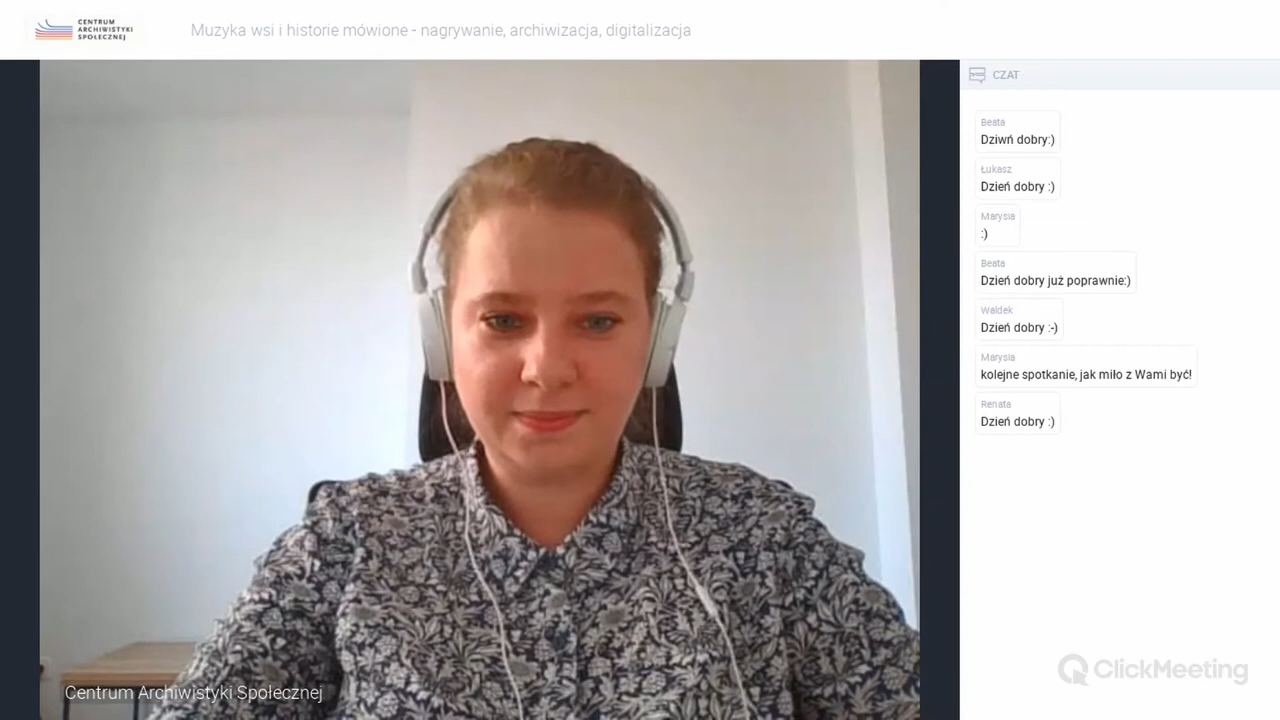 CENTRUM
ARCHIWISTYKI
SPOŁECZNEJ
Muzyka wsi i historie mówione - nagrywanie, archiwizacja, digitalizacja
CZAT
Beata
Dziwń dobry:)
Łukasz
Dzień dobry :)
Marysia
:)
Beata
Dzień dobry już poprawnie:)
Waldek
Dzień dobry :-)
Marysia
kolejne spotkanie, jak miło z Wami być!
Renata
Dzień dobry :)
Centrum Archiwistyki Społecznej
ClickMeeting